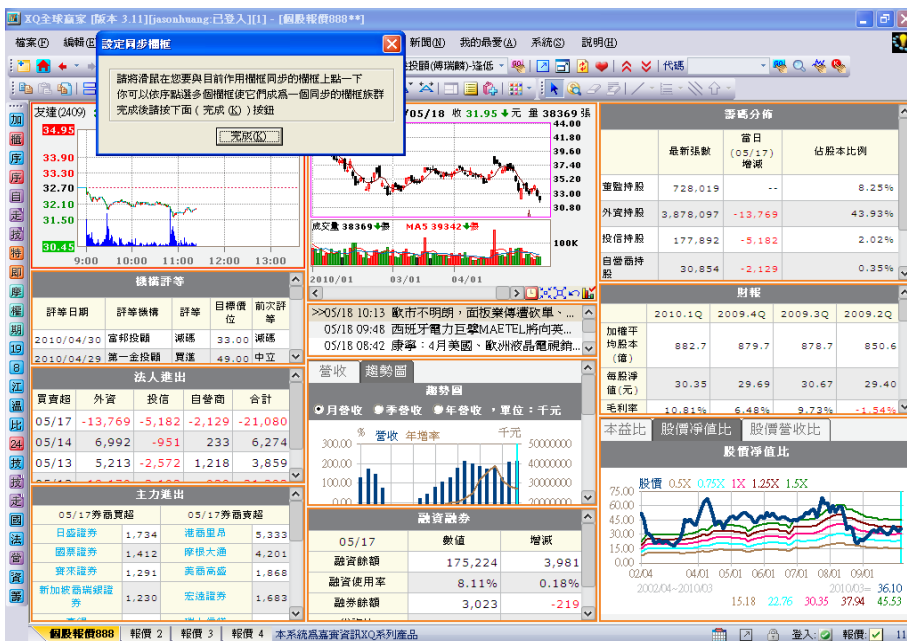 XQ全球贏家 [版本 3.11][jasonhuang:已登入][1] - [個股報價888**]
檔案(F) 編輯(E) 新聞(N) 我的最愛(A) 系統(S) 說明(H)
設定同步欄框
請將滑鼠在您要與目前作用欄框同步的欄框上點一下
你可以依序點選多個欄框使它們成為一個同步的欄框族群
完成後請按下面（完成(K)）按鈕
完成(K)
投顧(傅瑞麟)-逢低
代碼
友達(2409)
34.95
33.90
33.30
32.70
32.10
31.50
30.45
9:00 10:00 11:00 12:00 13:00
/05/18 收 31.95 元 量 38369 張
44.00
41.80
39.60
37.40
35.20
33.00
30.80
成交量 38369 張 MA5 39342 張
100K
2010/01 03/01 04/01
籌碼分佈
最新張數 當日(05/17)增減 佔股本比例
董監持股 728,019 -- 8.25%
外資持股 3,878,097 -13,769 43.93%
投信持股 177,892 -5,182 2.02%
自營商持股 30,854 -2,129 0.35%
機構評等
評等日期 評等機構 評等 目標價位 前次評等
2010/04/30 富邦投顧 減碼 33.00 減碼
2010/04/29 第一金投顧 買進 49.00 中立
>>05/18 10:13 歐市不明朗，面板業傳遭砍單、...
05/18 09:48 西班牙電力巨擘MAETEL將向英...
05/18 08:42 康寧：4月美國、歐洲液晶電視銷...
財報
2010.1Q 2009.4Q 2009.3Q 2009.2Q
加權平均股本(億) 882.7 879.7 878.7 850.6
每股淨值(元) 30.35 29.69 30.67 29.40
毛利率 10.81% 6.48% 9.73% -1.54%
法人進出
買賣超 外資 投信 自營商 合計
05/17 -13,769 -5,182 -2,129 -21,080
05/14 6,992 -951 233 6,274
05/13 5,213 -2,572 1,218 3,859
營收 趨勢圖
趨勢圖
月營收 季營收 年營收，單位：千元
% 營收 年增率 千元
300.00 5000000
200.00 4000000
100.00 3000000
0.00 2000000
本益比 股價淨值比 股價營收比
股價淨值比
股價 0.5X 0.75X 1X 1.25X 1.5X
75.00
60.00
45.00
30.00
15.00
0.00
02/04 04/01 05/01 06/01 07/01 08/01 09/01
2002/04~2010/03 2010/03= 36.10
15.18 22.76 30.35 37.94 45.53
主力進出
05/17券商買超 05/17券商賣超
日盛證券 1,734 港商里昂 5,333
國票證券 1,412 摩根大通 4,201
寶來證券 1,291 美商高盛 1,868
新加坡商瑞銀證券 1,230 宏遠證券 1,683
融資融券
05/17 數值 增減
融資餘額 175,224 3,981
融資使用率 8.11% 0.18%
融券餘額 3,023 -219
個股報價888 報價 2 報價 3 報價 4 本系統為嘉實資訊XQ系列產品
登入: 報價: 11